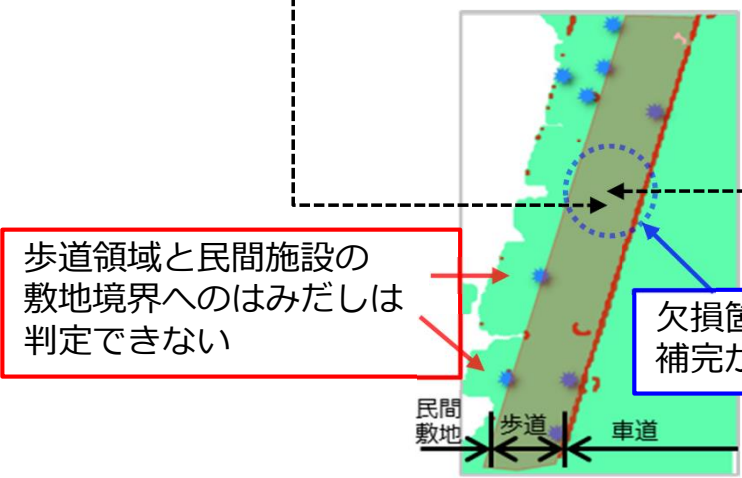 歩道領域と民間施設の
敷地境界へのはみだしは
判定できない
欠損箇
補完が
民間
敷地
歩道
車道